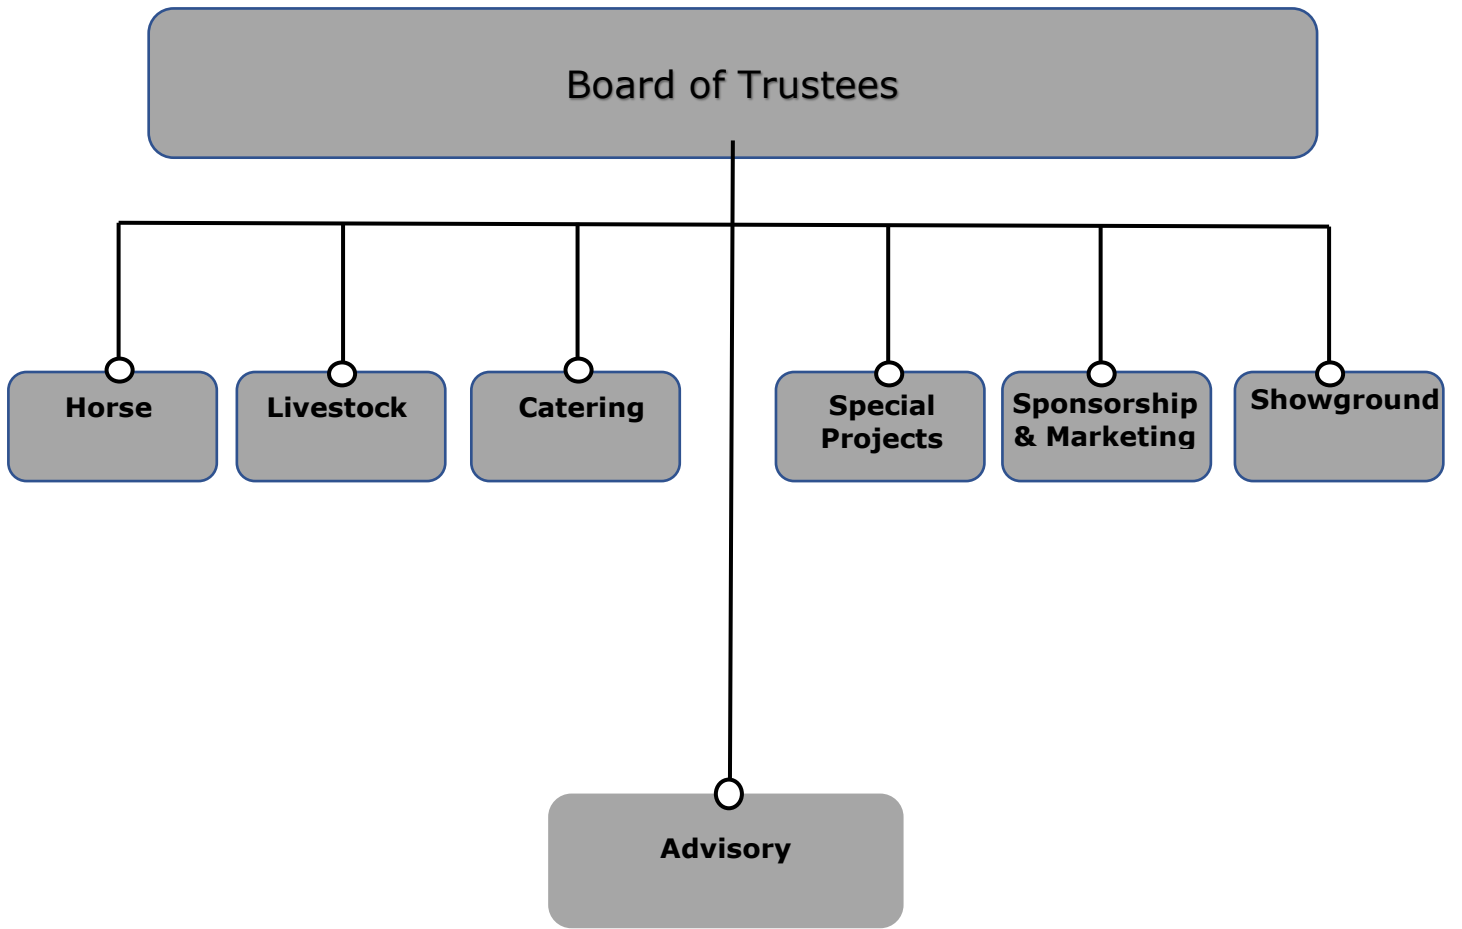 Board of Trustees
Horse
Livestock
Catering
Special
Projects
Sponsorship
& Marketing
Showground
Advisory